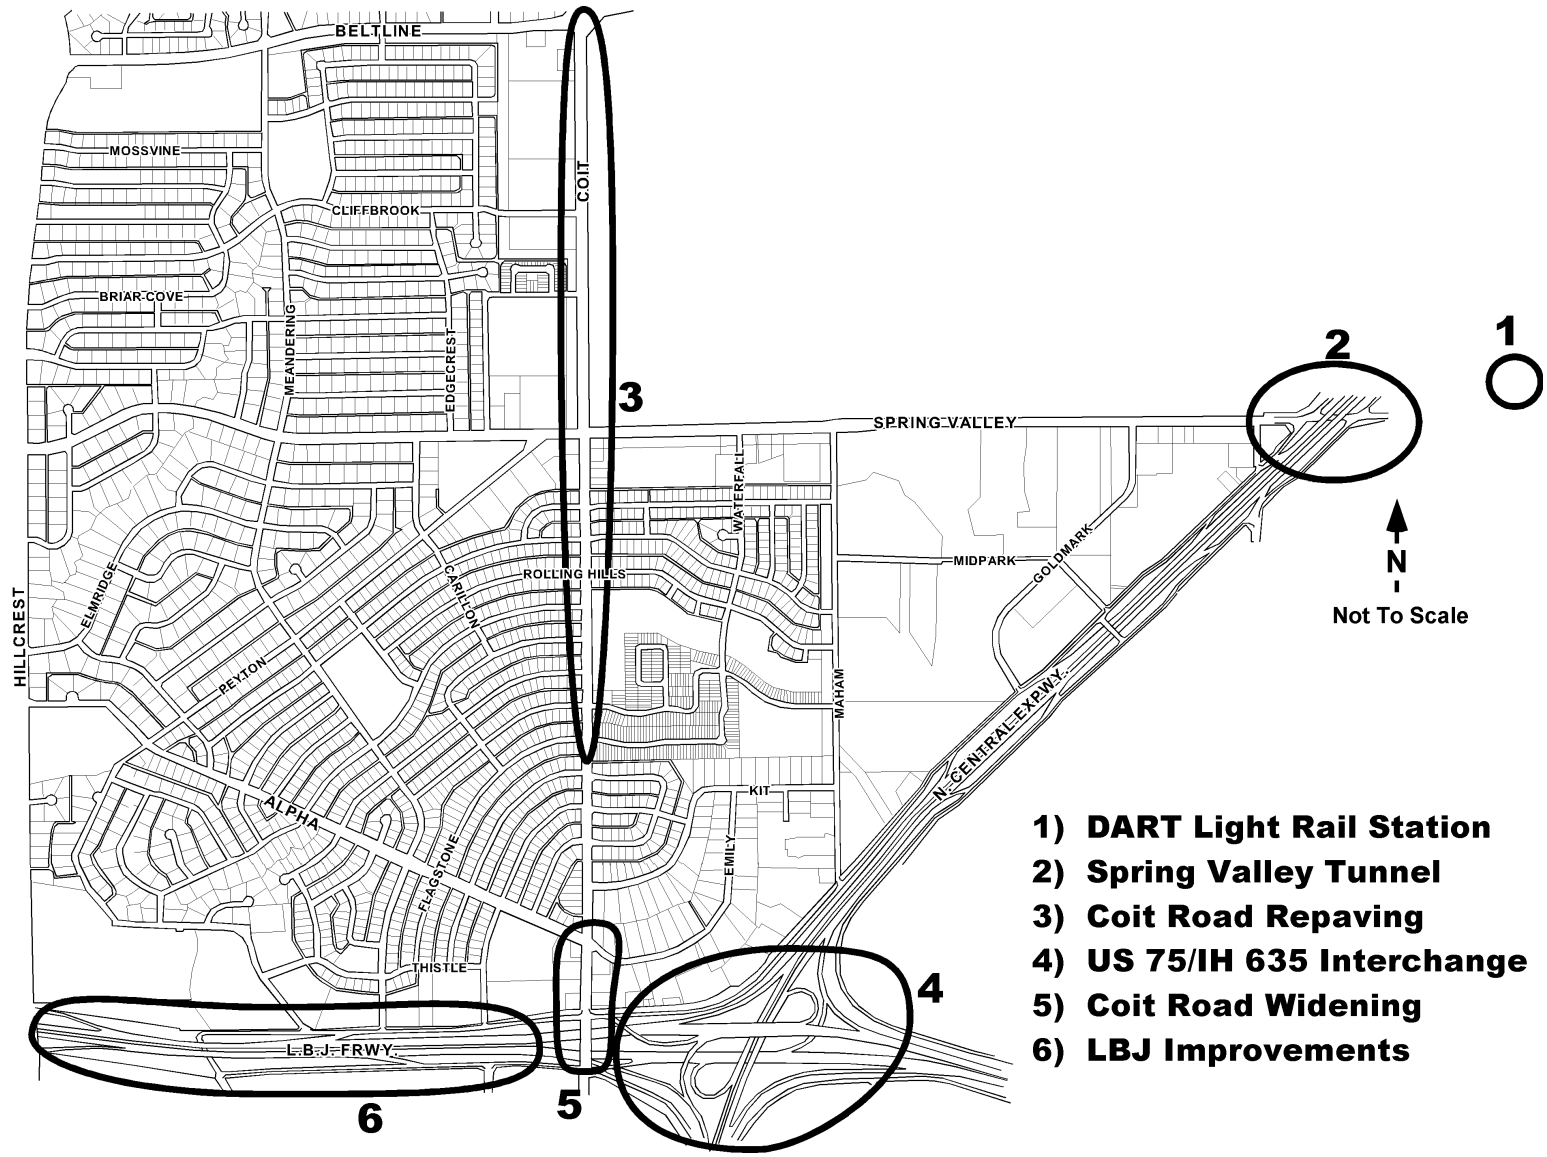 BELTLINE
MOSSVINE
COIT
CLIFFBROOK
BRIAR COVE
MEANDERING
EDGECREST
1
2
3
SPRING VALLEY
WATERFALL
GOLDMARK
MIDPARK
N
Not To Scale
ROLLING HILLS
CARILLON
ELMRIDGE
HILLCREST
PEYTON
MAHAM
N. CENTRAL EXPWY.
KIT
ALPHA
EMILY
FLAGSTONE
THISTLE
1) DART Light Rail Station
2) Spring Valley Tunnel
3) Coit Road Repaving
4) US 75/IH 635 Interchange
5) Coit Road Widening
6) LBJ Improvements
4
L.B.J. FRWY.
5
6